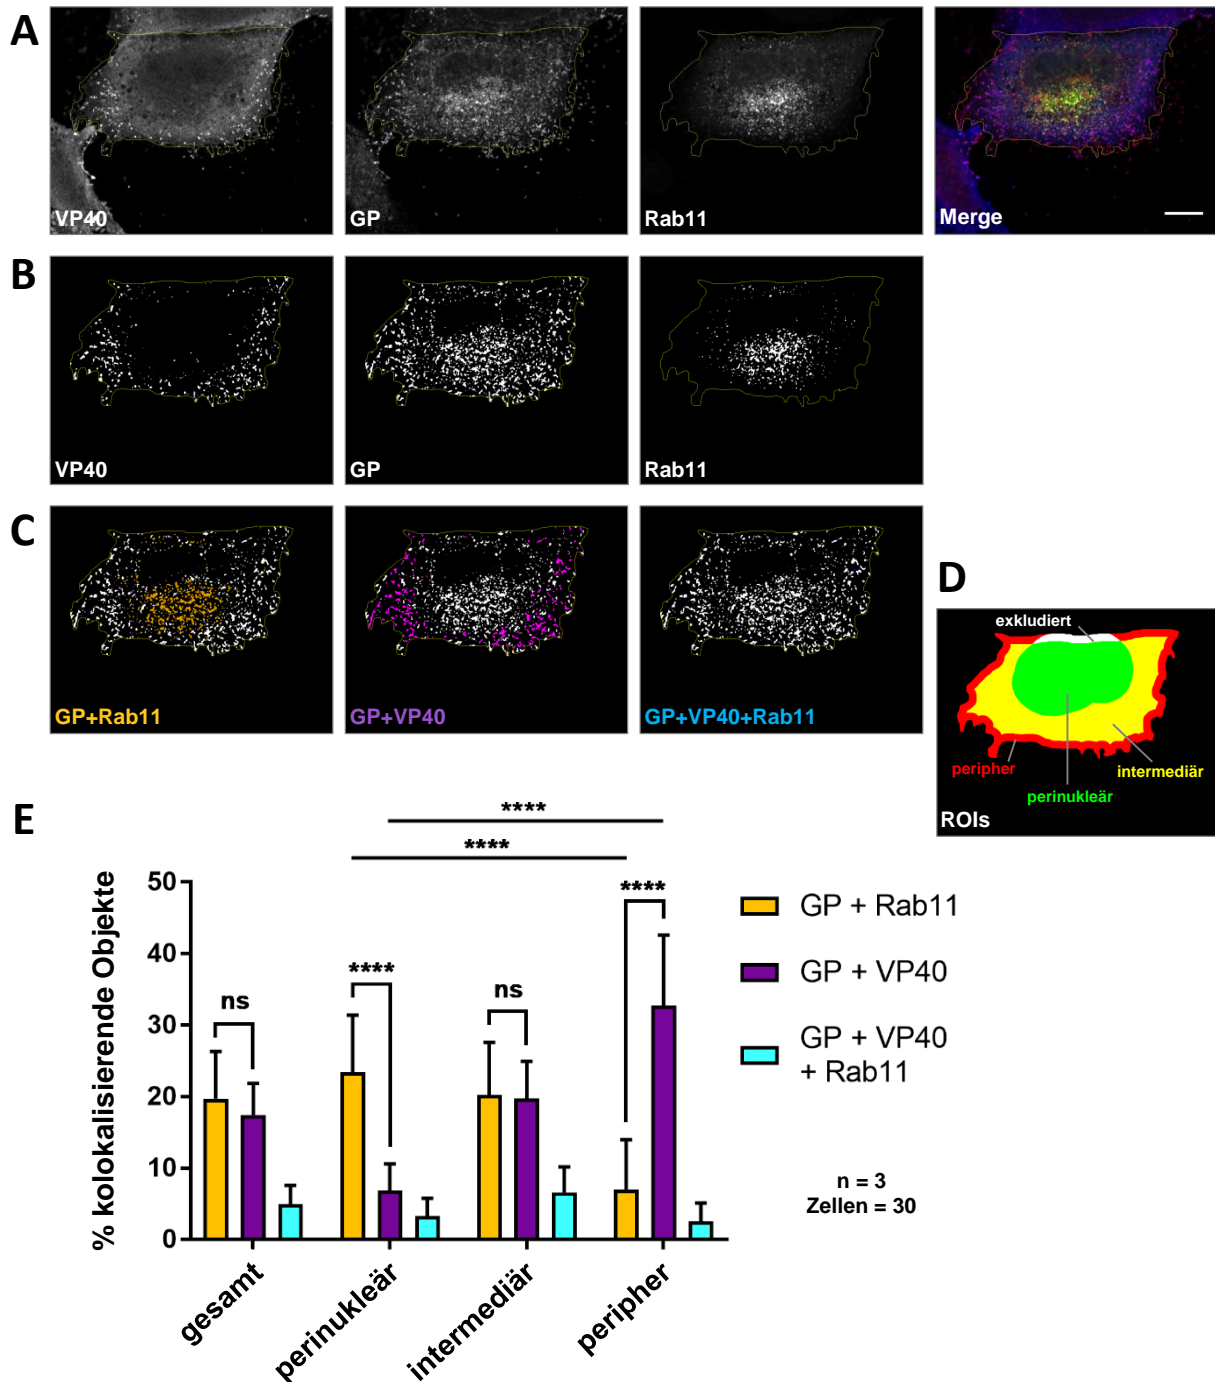 A
VP40
GP
Rab11
Merge
B
VP40
GP
Rab11
C
GP+Rab11
GP+VP40
GP+VP40+Rab11
D
exkludiert
peripher
intermediär
perinukleär
ROIs
E
****
****
****
****
ns
ns
% kolokalisierende Objekte
50
40
30
20
10
0
gesamt
perinukleär
intermediär
peripher
GP + Rab11
GP + VP40
GP + VP40
+ Rab11
n = 3
Zellen = 30